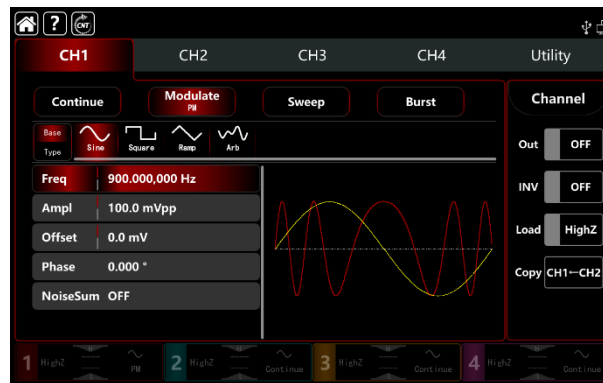 ? CNT
CH1 CH2 CH3 CH4 Utility
Continue Modulate PM Sweep Burst Channel
Base Type Sine Square Ramp Arb
Out OFF
Freq 900.000,000 Hz
INV OFF
Ampl 100.0 mVpp
Offset 0.0 mV
Load HighZ
Phase 0.000 °
Copy CH1←CH2
NoiseSum OFF
1 HighZ PM 2 HighZ Continue 3 HighZ Continue 4 HighZ Continue